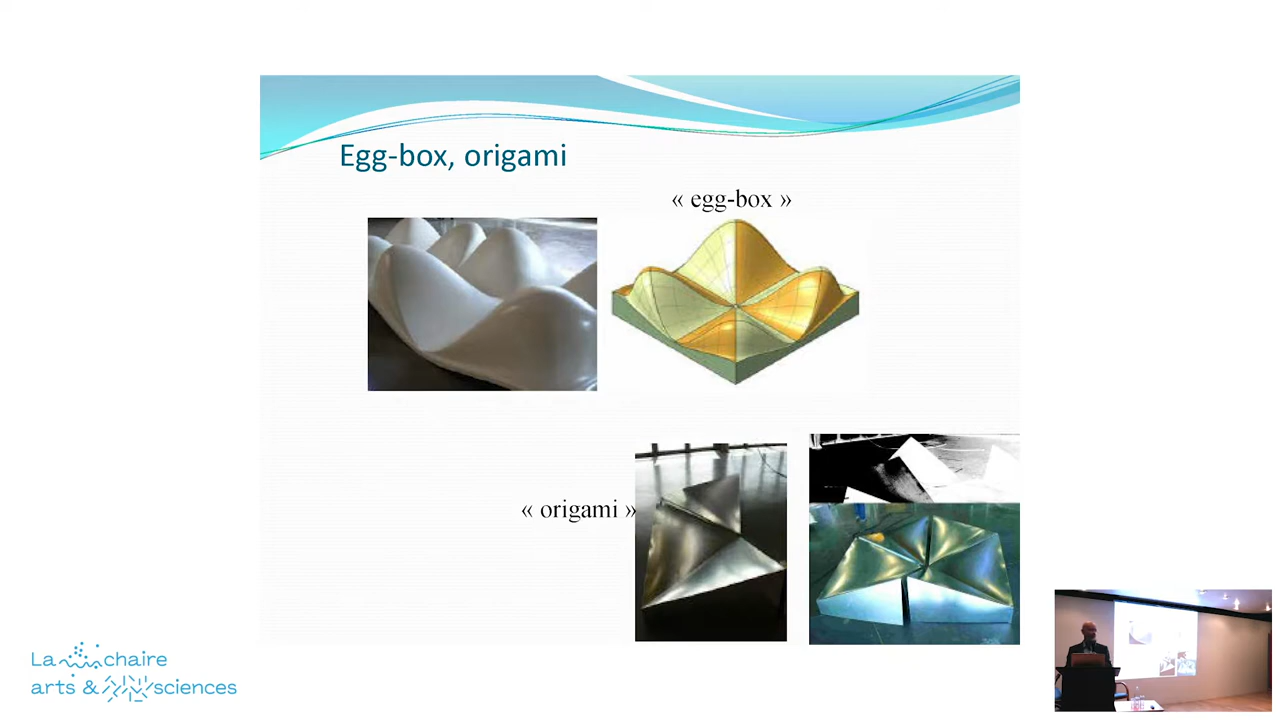 Egg-box, origami
« egg-box »
« origami »
La chaire
arts & sciences